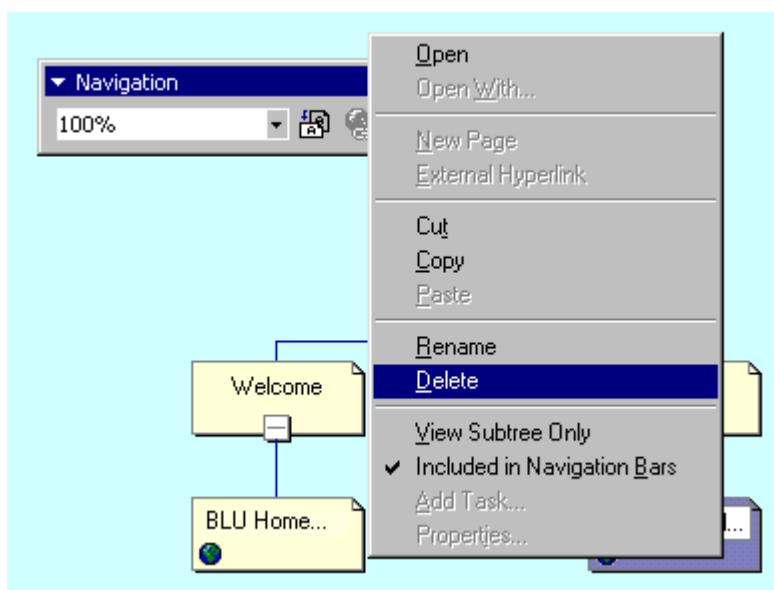 Navigation
100%
Open
Open With...
New Page
External Hyperlink
Cut
Copy
Paste
Rename
Delete
View Subtree Only
Included in Navigation Bars
Add Task...
Properties...
Welcome
BLU Home...